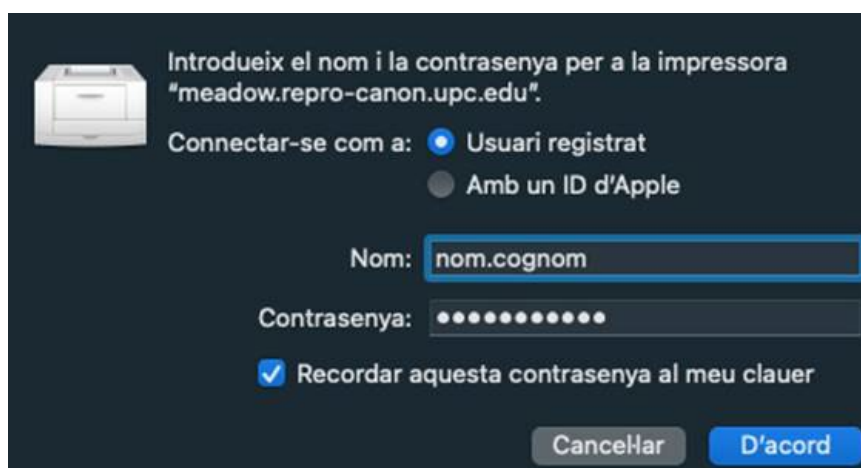 Introdueix el nom i la contrasenya per a la impressora
“meadow.repro-canon.upc.edu”.
Connectar-se com a: Usuari registrat
Amb un ID d’Apple
Nom: nom.cognom
Contrasenya: ●●●●●●●●●●●
Recordar aquesta contrasenya al meu clauer
Cancel·lar D’acord